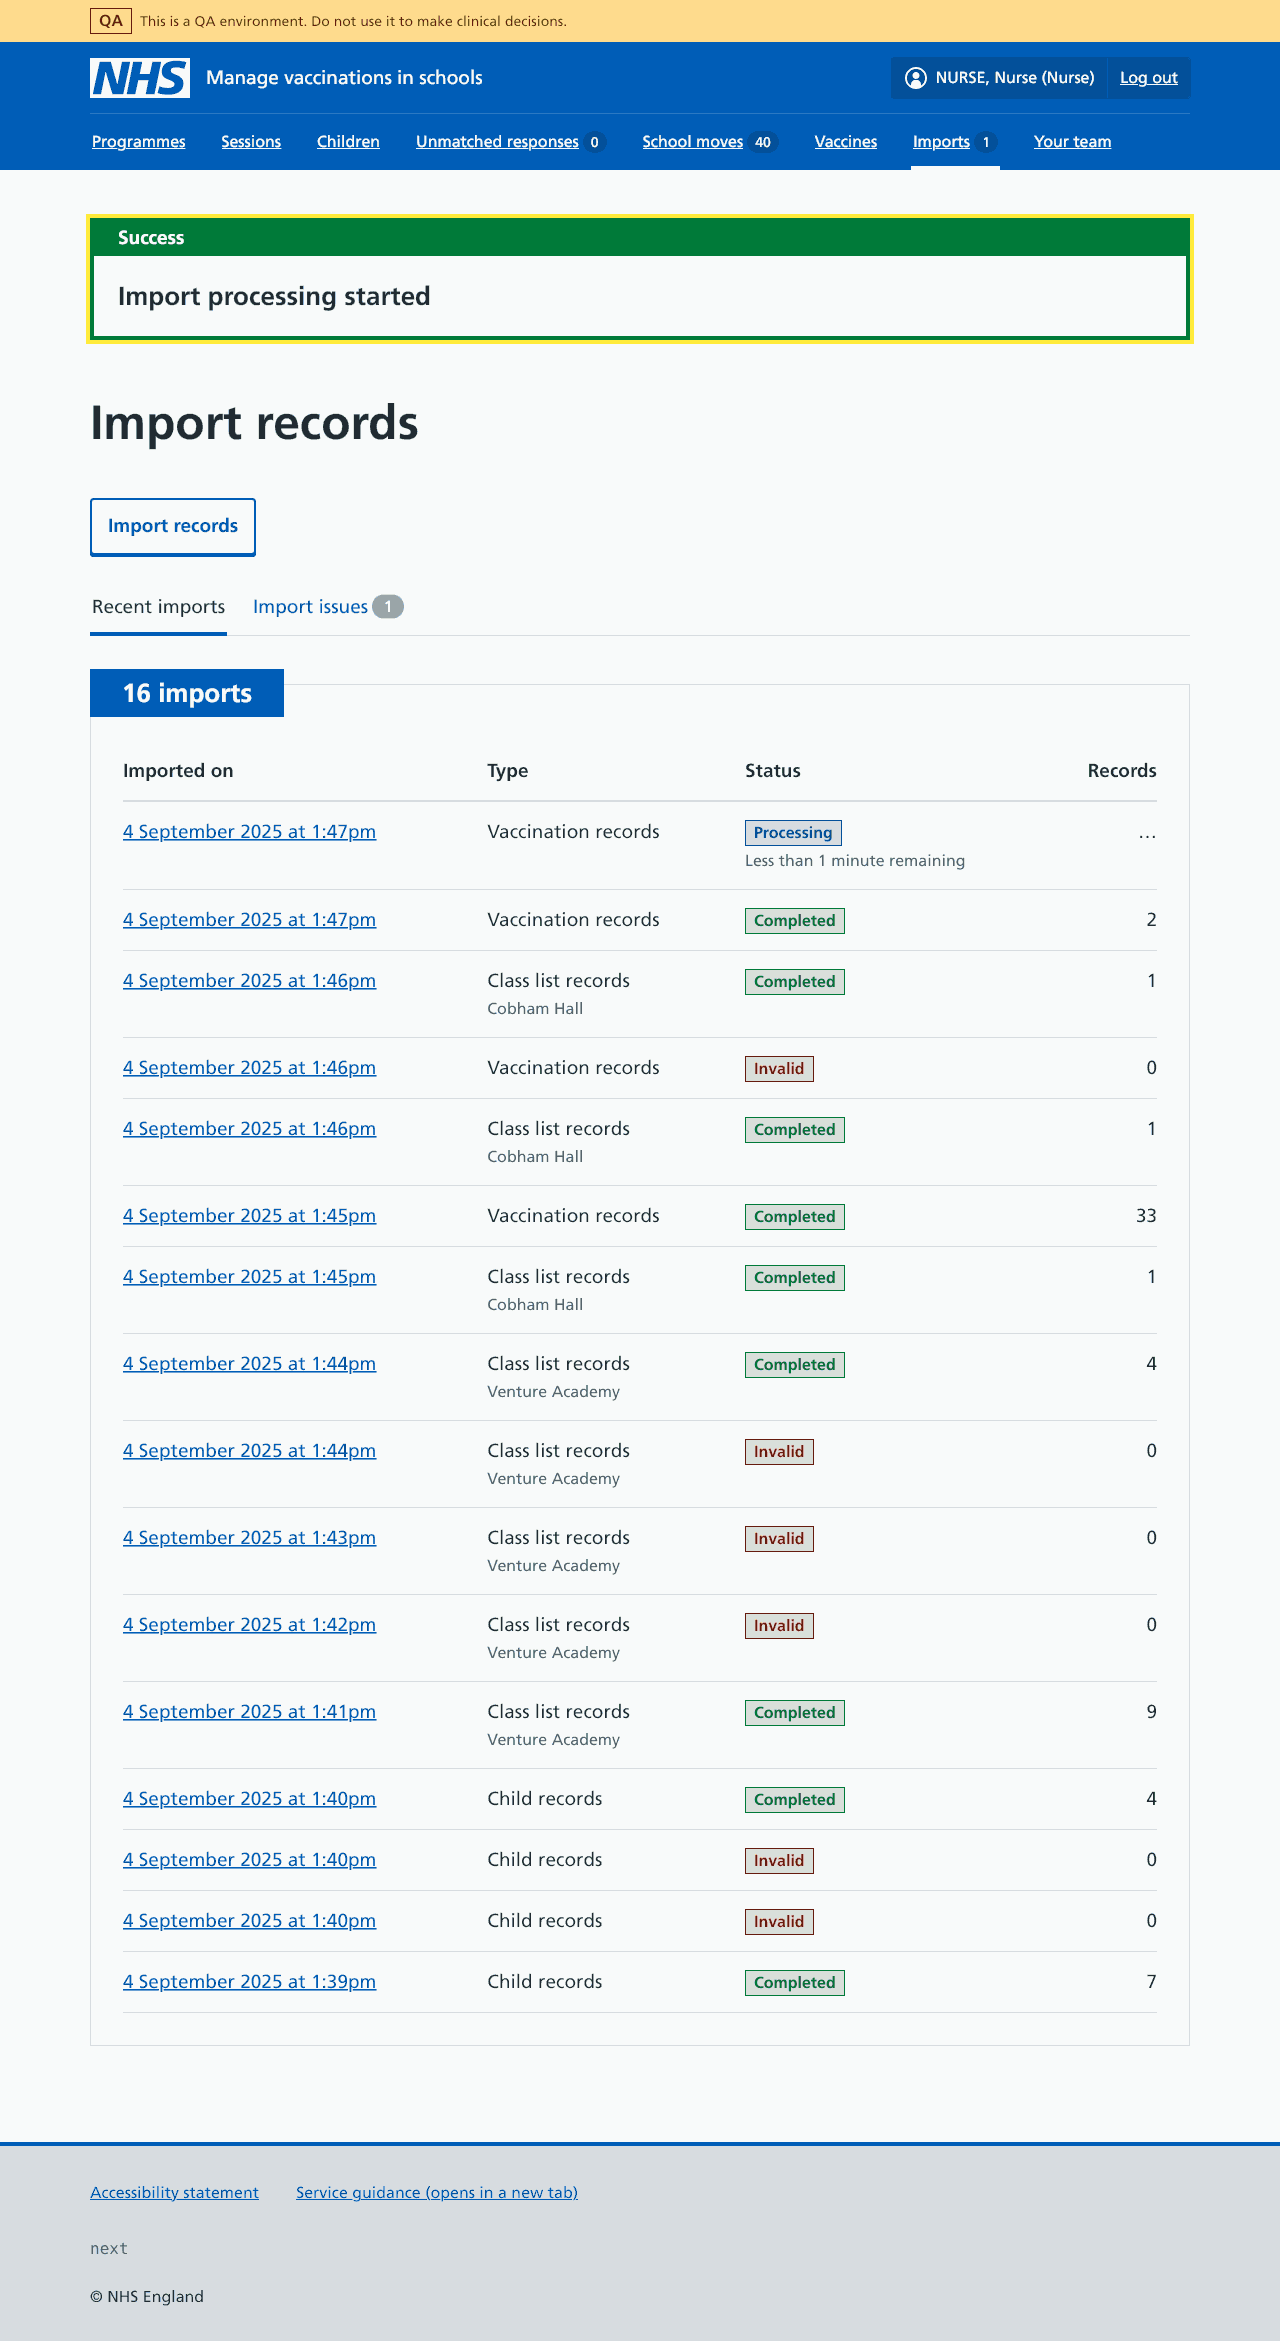 QA This is a QA environment. Do not use it to make clinical decisions.
NHS Manage vaccinations in schools NURSE, Nurse (Nurse) Log out
Programmes Sessions Children Unmatched responses 0 School moves 40 Vaccines Imports 1 Your team
Success
Import processing started
Import records
Import records
Recent imports Import issues 1
16 imports
Imported on Type Status Records
4 September 2025 at 1:47pm Vaccination records Processing …
Less than 1 minute remaining
4 September 2025 at 1:47pm Vaccination records Completed 2
4 September 2025 at 1:46pm Class list records Completed 1
Cobham Hall
4 September 2025 at 1:46pm Vaccination records Invalid 0
4 September 2025 at 1:46pm Class list records Completed 1
Cobham Hall
4 September 2025 at 1:45pm Vaccination records Completed 33
4 September 2025 at 1:45pm Class list records Completed 1
Cobham Hall
4 September 2025 at 1:44pm Class list records Completed 4
Venture Academy
4 September 2025 at 1:44pm Class list records Invalid 0
Venture Academy
4 September 2025 at 1:43pm Class list records Invalid 0
Venture Academy
4 September 2025 at 1:42pm Class list records Invalid 0
Venture Academy
4 September 2025 at 1:41pm Class list records Completed 9
Venture Academy
4 September 2025 at 1:40pm Child records Completed 4
4 September 2025 at 1:40pm Child records Invalid 0
4 September 2025 at 1:40pm Child records Invalid 0
4 September 2025 at 1:39pm Child records Completed 7
Accessibility statement Service guidance (opens in a new tab)
next
© NHS England